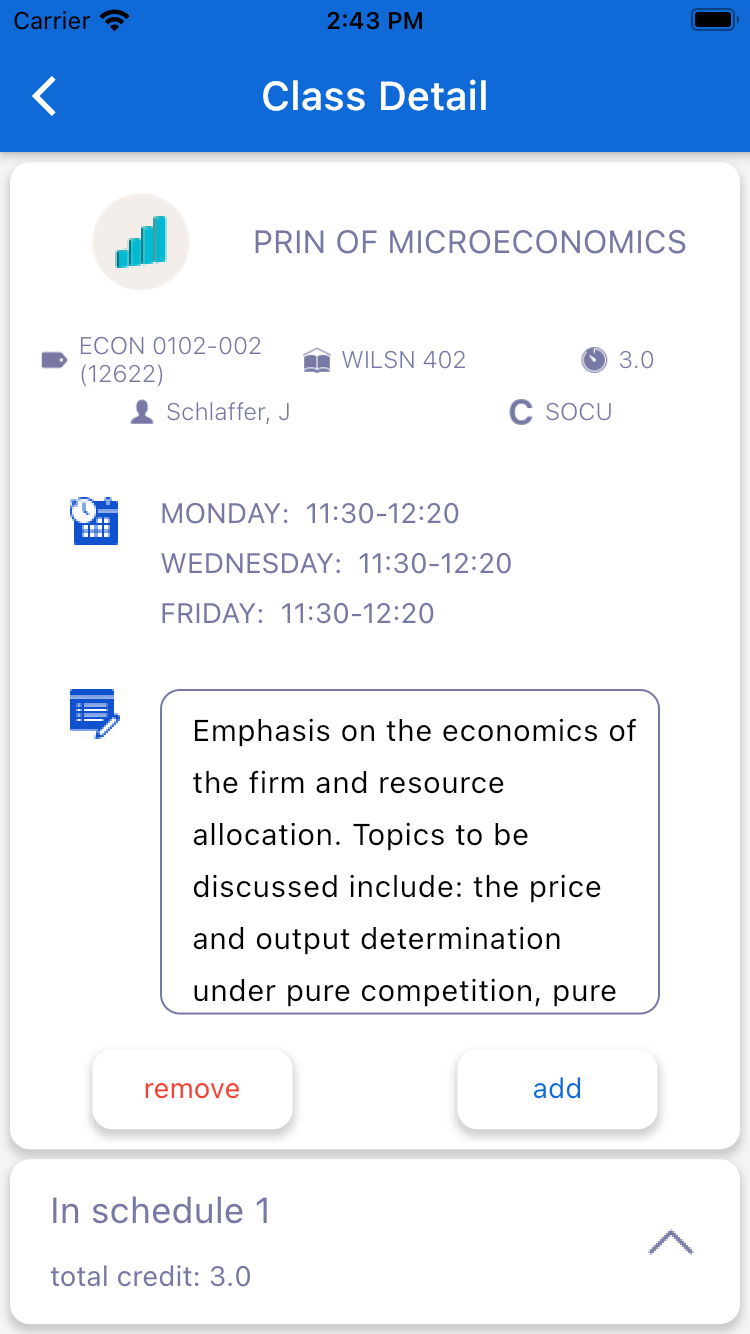 Carrier 2:43 PM
Class Detail
PRIN OF MICROECONOMICS
ECON 0102-002
(12622)
WILSN 402
3.0
Schlaffer, J
C SOCU
MONDAY: 11:30-12:20
WEDNESDAY: 11:30-12:20
FRIDAY: 11:30-12:20
Emphasis on the economics of
the firm and resource
allocation. Topics to be
discussed include: the price
and output determination
under pure competition, pure
remove
add
In schedule 1
total credit: 3.0